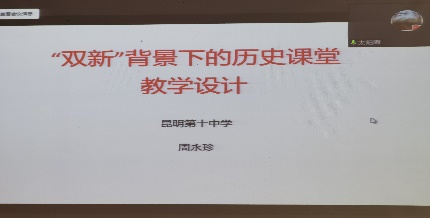 “双新”背景下的历史课堂
教学设计
昆明第十中学
周永珍